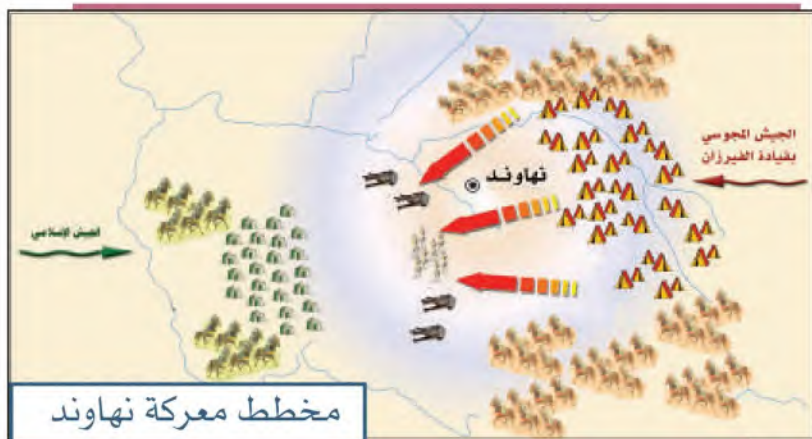 الجيش المجوسي
بقيادة الفيرزان
نهاوند
الجيش الإسلامي
مخطط معركة نهاوند